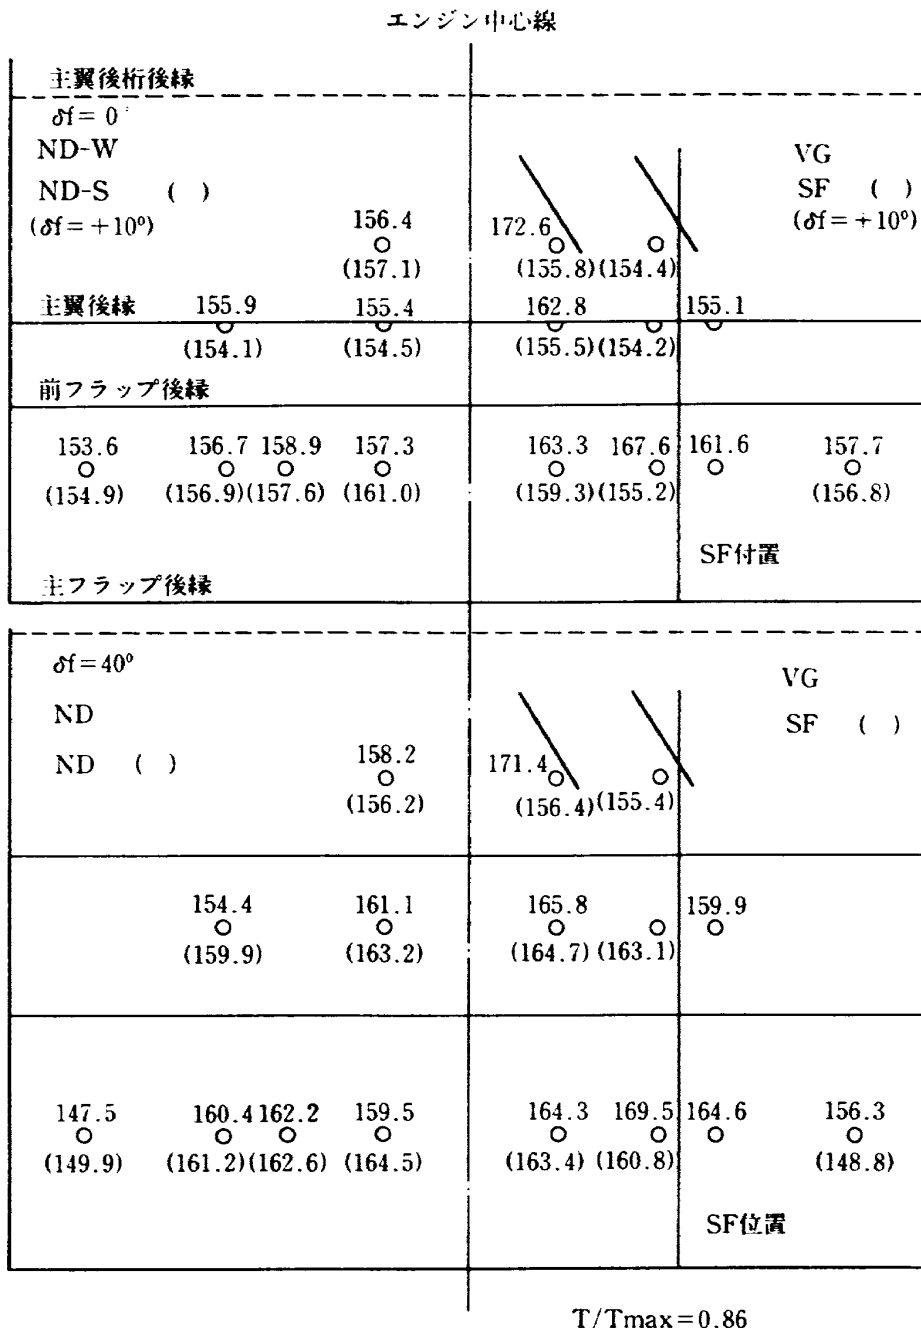 エンジン中心線
主翼後桁後縁
δf= 0°
ND-W
VG
ND-S ( )
SF ( )
(δf=+10°)
(δf=+10°)
156.4
172.6
(157.1)
(155.8)(154.4)
主翼後縁 155.9 155.4 162.8 155.1
(154.1) (154.5) (155.5)(154.2)
前フラップ後縁
153.6 156.7 158.9 157.3 163.3 167.6 161.6 157.7
(154.9) (156.9)(157.6) (161.0) (159.3)(155.2) (156.8)
SF付置
主フラップ後縁
δf=40°
VG
ND
SF ( )
ND ( )
158.2 171.4
(156.2) (156.4)(155.4)
154.4 161.1 165.8 159.9
(159.9) (163.2) (164.7) (163.1)
147.5 160.4 162.2 159.5 164.3 169.5 164.6 156.3
(149.9) (161.2)(162.6) (164.5) (163.4) (160.8) (148.8)
SF位置
T/Tmax=0.86